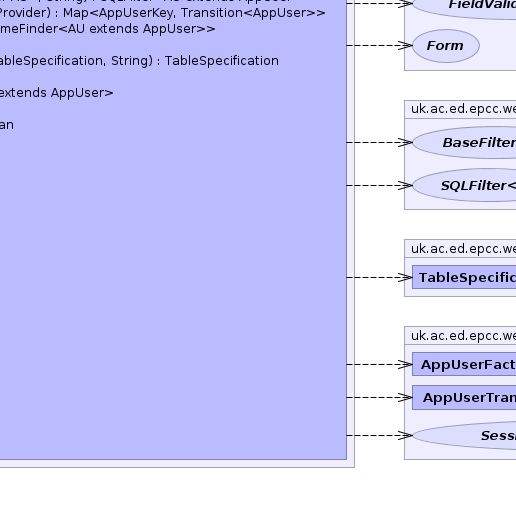 Provider) : Map<AppUserKey, Transition<AppUser>>
meFinder<AU extends AppUser>>
ableSpecification, String) : TableSpecification
extends AppUser>
an
FieldValid
Form
uk.ac.ed.epcc.we
BaseFilter
SQLFilter<
uk.ac.ed.epcc.we
TableSpecific
uk.ac.ed.epcc.we
AppUserFact
AppUserTran
Sess